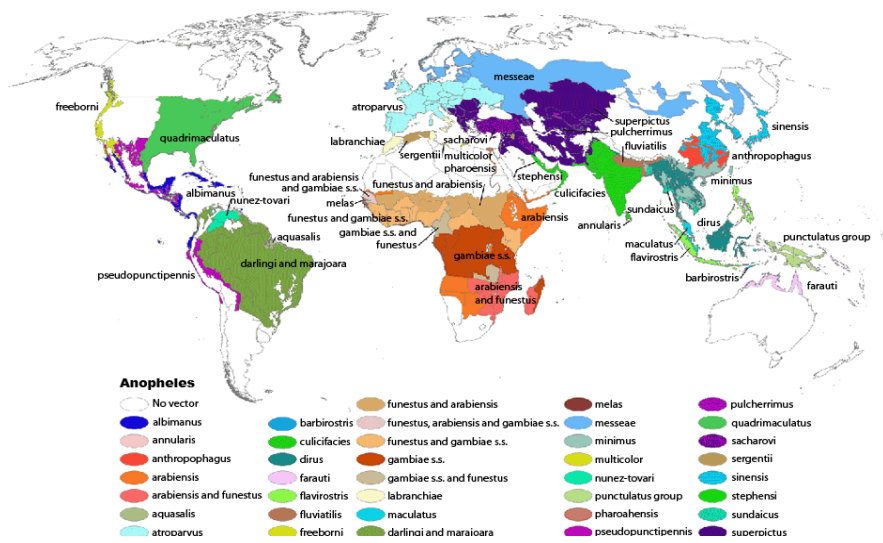 messeae
freeborni
atroparvus
superpictus
pulcherrimus
sinensis
quadrimaculatus
labranchiae
sacharovi
fluviatilis
sergentii
multicolor
anthropophagus
pharoensis
stephensi
funestus and arabiensis
and gambiae s.s.
funestus and arabiensis
minimus
albimanus
nunez-tovari
melas
culicifacies
sundaicus
funestus and gambiae s.s.
arabiensis
annularis
dirus
gambiae s.s. and
funestus
aquasalis
maculatus
punctulatus group
darlingi and marajoara
gambiae s.s.
flavirostris
pseudopunctipennis
barbirostris
arabiensis
and funestus
farauti
Anopheles
No vector
albimanus
annularis
anthropophagus
arabiensis
arabiensis and funestus
aquasalis
atroparvus
barbirostris
culicifacies
dirus
farauti
flavirostris
fluviatilis
freeborni
funestus and arabiensis
funestus, arabiensis and gambiae s.s.
funestus and gambiae s.s.
gambiae s.s.
gambiae s.s. and funestus
labranchiae
maculatus
darlingi and marajoara
melas
messeae
minimus
multicolor
nunez-tovari
punctulatus group
pharoahensis
pseudopunctipennis
pulcherrimus
quadrimaculatus
sacharovi
sergentii
sinensis
stephensi
sundaicus
superpictus